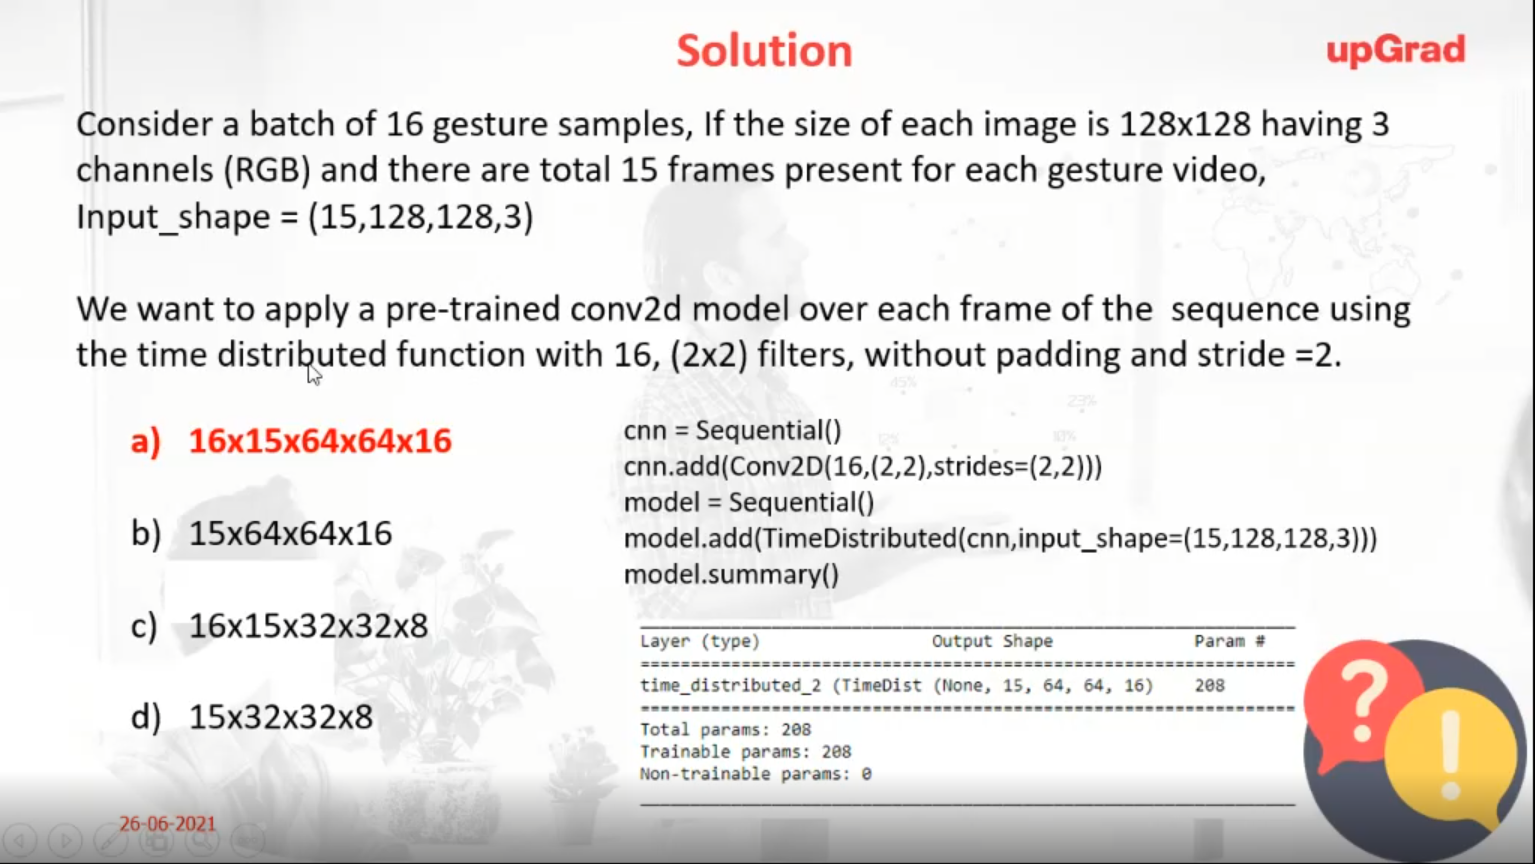 Solution
upGrad
Consider a batch of 16 gesture samples, If the size of each image is 128x128 having 3
channels (RGB) and there are total 15 frames present for each gesture video,
Input_shape = (15,128,128,3)
We want to apply a pre-trained conv2d model over each frame of the sequence using
the time distributed function with 16, (2x2) filters, without padding and stride =2.
a) 16x15x64x64x16
b) 15x64x64x16
c) 16x15x32x32x8
d) 15x32x32x8
45%
23%
12%
10%
cnn = Sequential()
cnn.add(Conv2D(16,(2,2),strides=(2,2)))
model = Sequential()
model.add(TimeDistributed(cnn,input_shape=(15,128,128,3)))
model.summary()
Layer (type) Output Shape Param #
time_distributed_2 (TimeDist (None, 15, 64, 64, 16) 208
Total params: 208
Trainable params: 208
Non-trainable params: 0
? !
26-06-2021